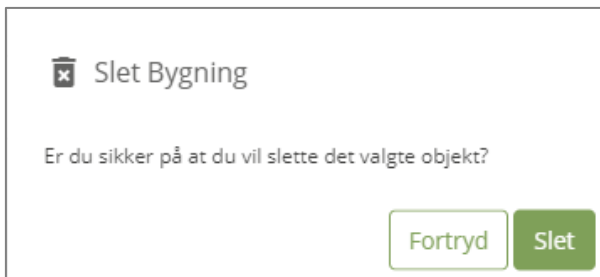 Slet Bygning
Er du sikker på at du vil slette det valgte objekt?
Fortryd Slet